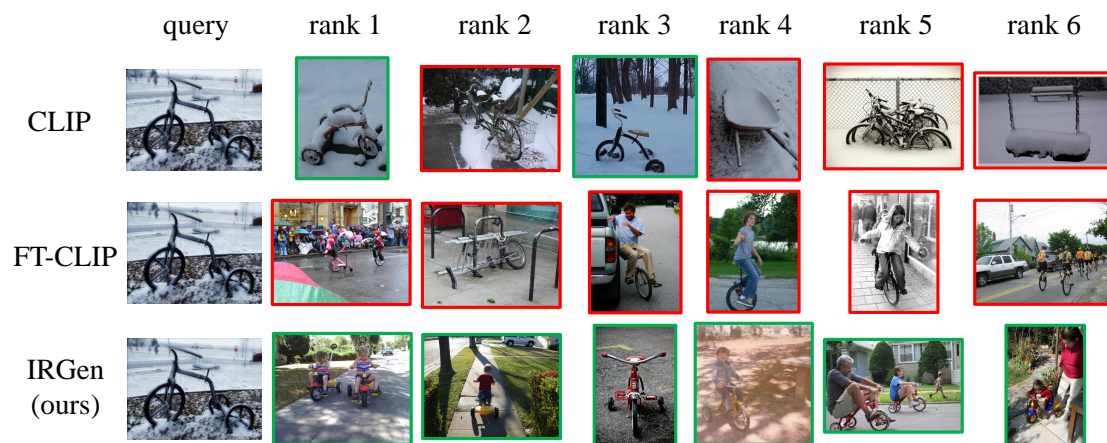 query rank 1 rank 2 rank 3 rank 4 rank 5 rank 6
CLIP
FT-CLIP
IRGen
(ours)